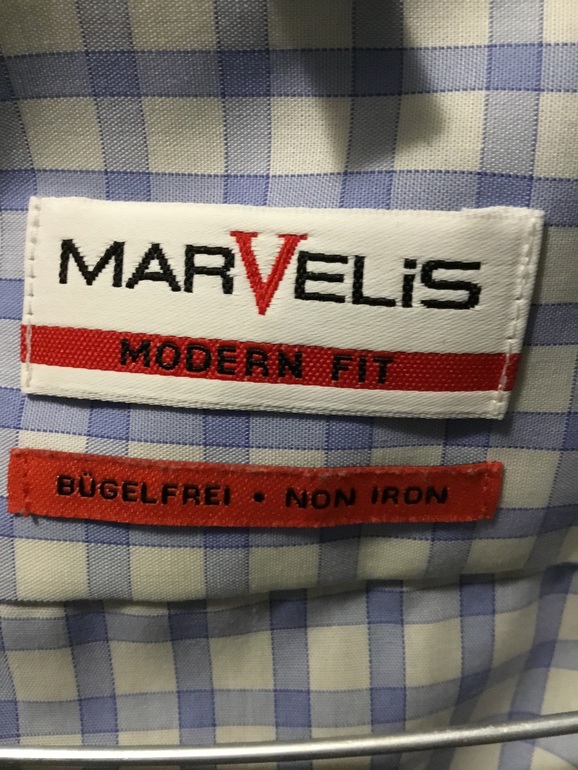 MARVELiS
MODERN FIT
BÜGELFREI • NON IRON